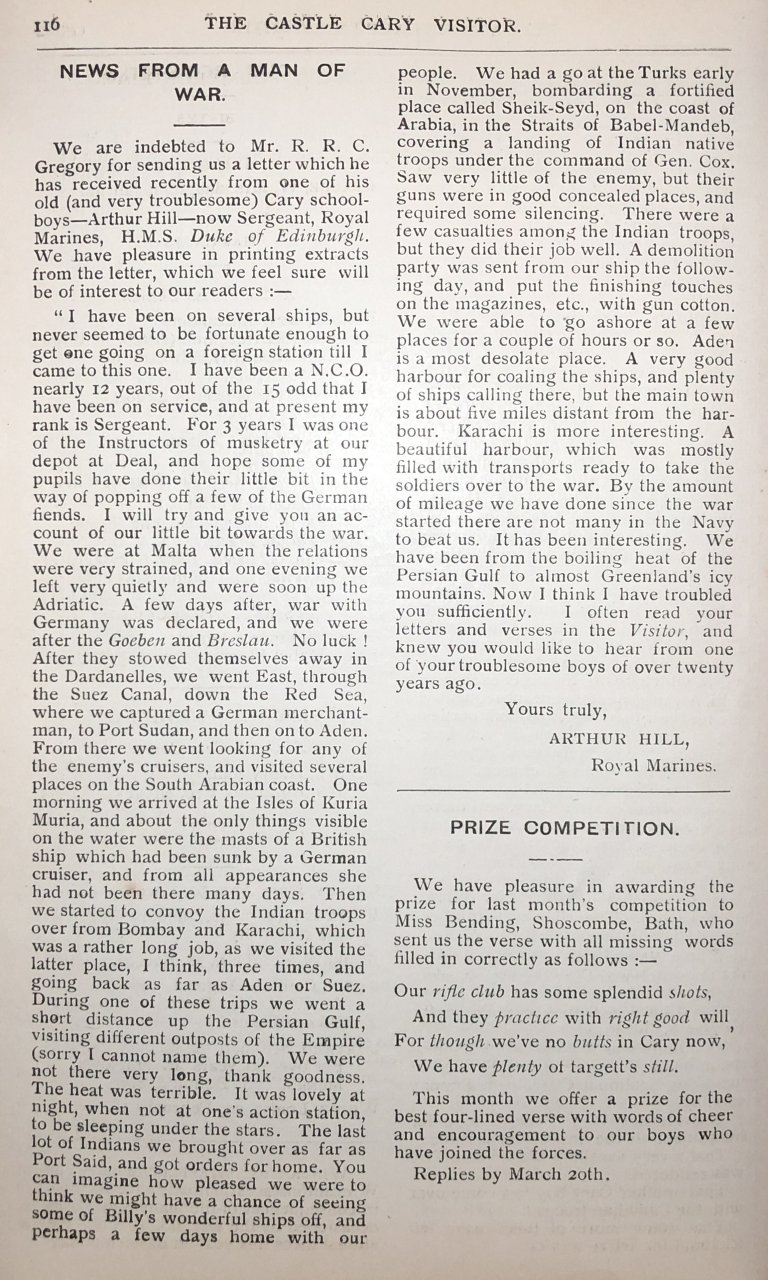 116
THE CASTLE CARY VISITOR.
NEWS FROM A MAN OF
WAR.
We are indebted to Mr. R. R. C.
Gregory for sending us a letter which he
has received recently from one of his
old (and very troublesome) Cary school-
boys—Arthur Hill—now Sergeant, Royal
Marines, H.M.S. Duke of Edinburgh.
We have pleasure in printing extracts
from the letter, which we feel sure will
be of interest to our readers :—
“ I have been on several ships, but
never seemed to be fortunate enough to
get one going on a foreign station till I
came to this one. I have been a N.C.O.
nearly 12 years, out of the 15 odd that I
have been on service, and at present my
rank is Sergeant. For 3 years I was one
of the Instructors of musketry at our
depot at Deal, and hope some of my
pupils have done their little bit in the
way of popping off a few of the German
fiends. I will try and give you an ac-
count of our little bit towards the war.
We were at Malta when the relations
were very strained, and one evening we
left very quietly and were soon up the
Adriatic. A few days after, war with
Germany was declared, and we were
after the Goeben and Breslau. No luck !
After they stowed themselves away in
the Dardanelles, we went East, through
the Suez Canal, down the Red Sea,
where we captured a German merchant-
man, to Port Sudan, and then on to Aden.
From there we went looking for any of
the enemy's cruisers, and visited several
places on the South Arabian coast. One
morning we arrived at the Isles of Kuria
Muria, and about the only things visible
on the water were the masts of a British
ship which had been sunk by a German
cruiser, and from all appearances she
had not been there many days. Then
we started to convoy the Indian troops
over from Bombay and Karachi, which
was a rather long job, as we visited the
latter place, I think, three times, and
going back as far as Aden or Suez.
During one of these trips we went a
short distance up the Persian Gulf,
visiting different outposts of the Empire
(sorry I cannot name them). We were
not there very long, thank goodness.
The heat was terrible. It was lovely at
night, when not at one's action station,
to be sleeping under the stars. The last
lot of Indians we brought over as far as
Port Said, and got orders for home. You
can imagine how pleased we were to
think we might have a chance of seeing
some of Billy's wonderful ships off, and
perhaps a few days home with our
people. We had a go at the Turks early
in November, bombarding a fortified
place called Sheik-Seyd, on the coast of
Arabia, in the Straits of Babel-Mandeb,
covering a landing of Indian native
troops under the command of Gen. Cox.
Saw very little of the enemy, but their
guns were in good concealed places, and
required some silencing. There were a
few casualties among the Indian troops,
but they did their job well. A demolition
party was sent from our ship the follow-
ing day, and put the finishing touches
on the magazines, etc., with gun cotton.
We were able to go ashore at a few
places for a couple of hours or so. Aden
is a most desolate place. A very good
harbour for coaling the ships, and plenty
of ships calling there, but the main town
is about five miles distant from the har-
bour. Karachi is more interesting. A
beautiful harbour, which was mostly
filled with transports ready to take the
soldiers over to the war. By the amount
of mileage we have done since the war
started there are not many in the Navy
to beat us. It has been interesting. We
have been from the boiling heat of the
Persian Gulf to almost Greenland's icy
mountains. Now I think I have troubled
you sufficiently. I often read your
letters and verses in the Visitor, and
knew you would like to hear from one
of your troublesome boys of over twenty
years ago.
Yours truly,
ARTHUR HILL,
Royal Marines.
PRIZE COMPETITION.
We have pleasure in awarding the
prize for last month's competition to
Miss Bending, Shoscombe, Bath, who
sent us the verse with all missing words
filled in correctly as follows :—
Our rifle club has some splendid shots,
And they practice with right good will,
For though we've no butts in Cary now,
We have plenty ot targett's still.
This month we offer a prize for the
best four-lined verse with words of cheer
and encouragement to our boys who
have joined the forces.
Replies by March 20th.